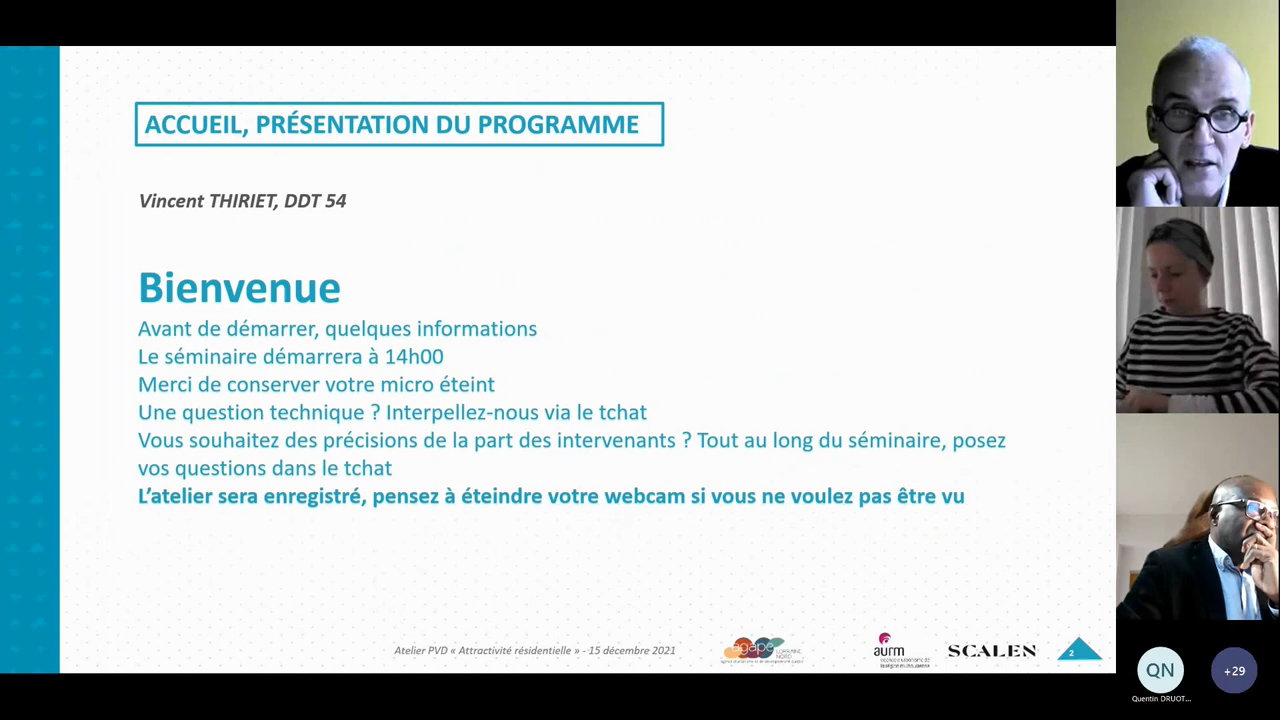 ACCUEIL, PRÉSENTATION DU PROGRAMME
Vincent THIRIET, DDT 54
Bienvenue
Avant de démarrer, quelques informations
Le séminaire démarrera à 14h00
Merci de conserver votre micro éteint
Une question technique ? Interpellez-nous via le tchat
Vous souhaitez des précisions de la part des intervenants ? Tout au long du séminaire, posez
vos questions dans le tchat
L’atelier sera enregistré, pensez à éteindre votre webcam si vous ne voulez pas être vu
Atelier PVD « Attractivité résidentielle » - 15 décembre 2021
agape
LORRAINE
NORD
aurm
SCALEN
2
QN
+29
Quentin DRUOT...